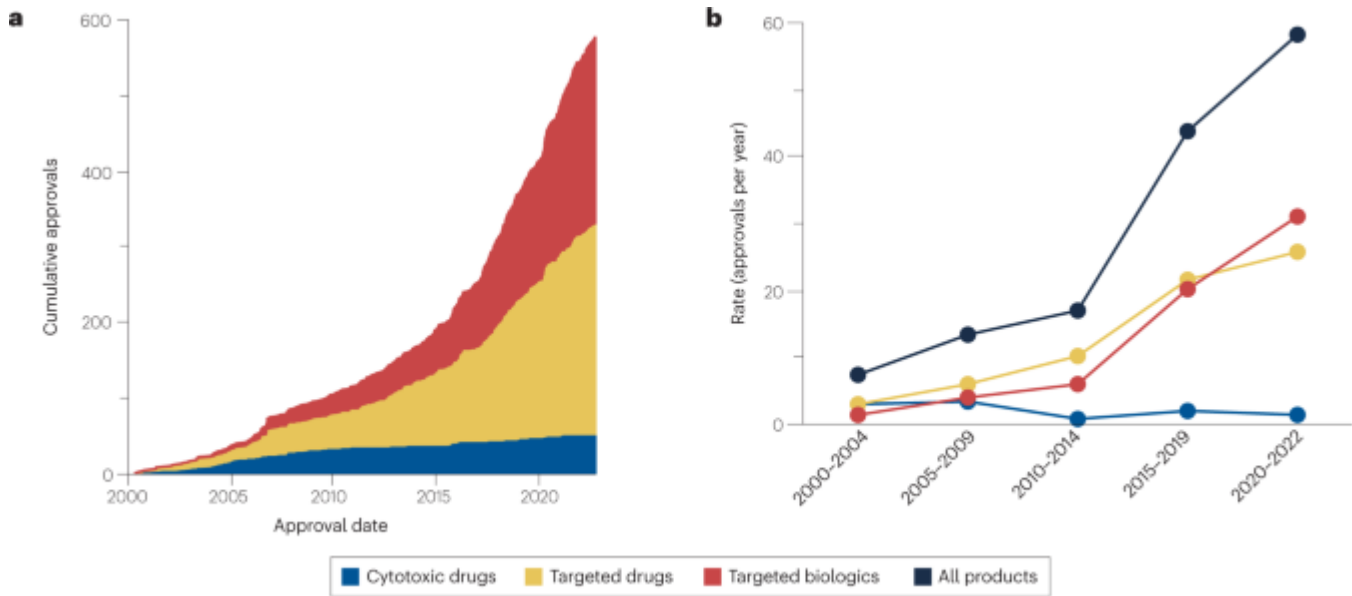 a
600
400
200
0
Cumulative approvals
2000
2005
2010
2015
2020
Approval date
b
60
40
20
0
Rate (approvals per year)
2000–2004
2005–2009
2010–2014
2015–2019
2020–2022
Cytotoxic drugs
Targeted drugs
Targeted biologics
All products